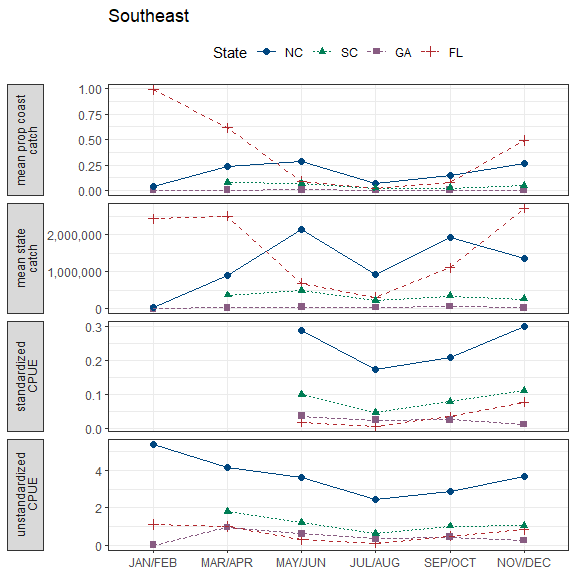 Southeast
State NC SC GA FL
mean prop coast
catch
1.00
0.75
0.50
0.25
0.00
mean state
catch
2,000,000
1,000,000
0
standardized
CPUE
0.3
0.2
0.1
0.0
unstandardized
CPUE
4
2
0
JAN/FEB MAR/APR MAY/JUN JUL/AUG SEP/OCT NOV/DEC